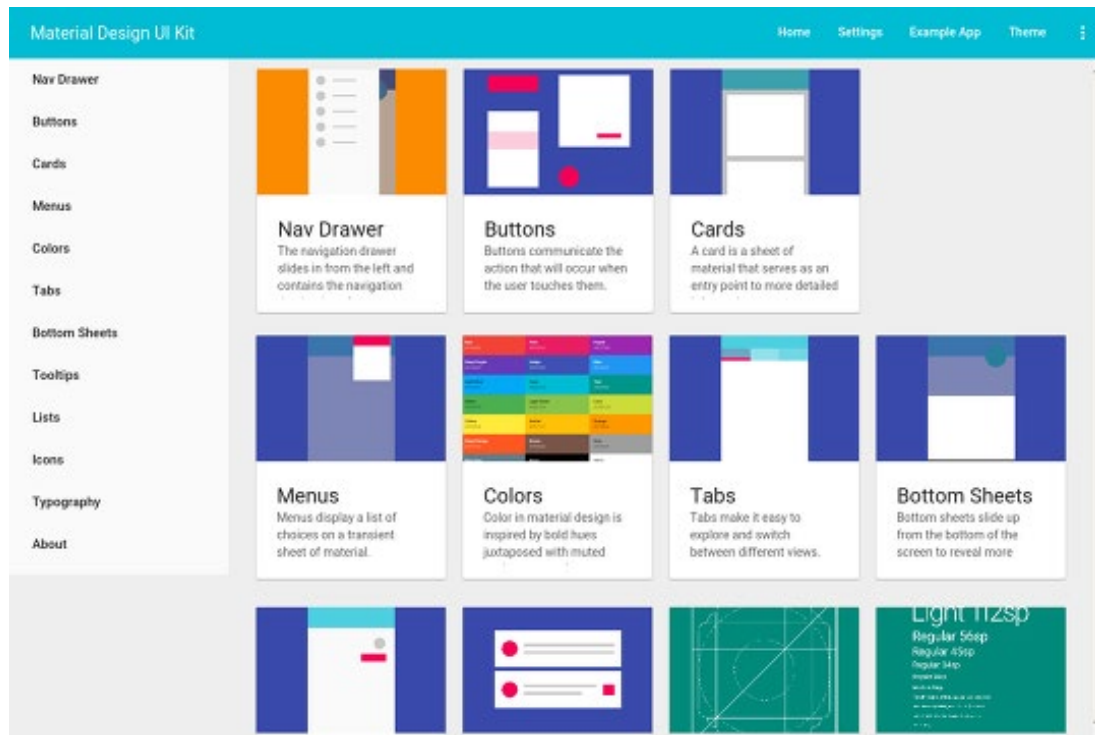 Material Design UI Kit
Home Settings Example App Theme
Nav Drawer
Buttons
Cards
Menus
Colors
Tabs
Bottom Sheets
Tooltips
Lists
Icons
Typography
About
Nav Drawer
The navigation drawer
slides in from the left and
contains the navigation
Buttons
Buttons communicate the
action that will occur when
the user touches them.
Cards
A card is a sheet of
material that serves as an
entry point to more detailed
Menus
Menus display a list of
choices on a transient
sheet of material.
Colors
Color in material design is
inspired by bold hues
juxtaposed with muted
Tabs
Tabs make it easy to
explore and switch
between different views.
Bottom Sheets
Bottom sheets slide up
from the bottom of the
screen to reveal more
Light 112sp
Regular 56sp
Regular 45sp
Regular 34sp